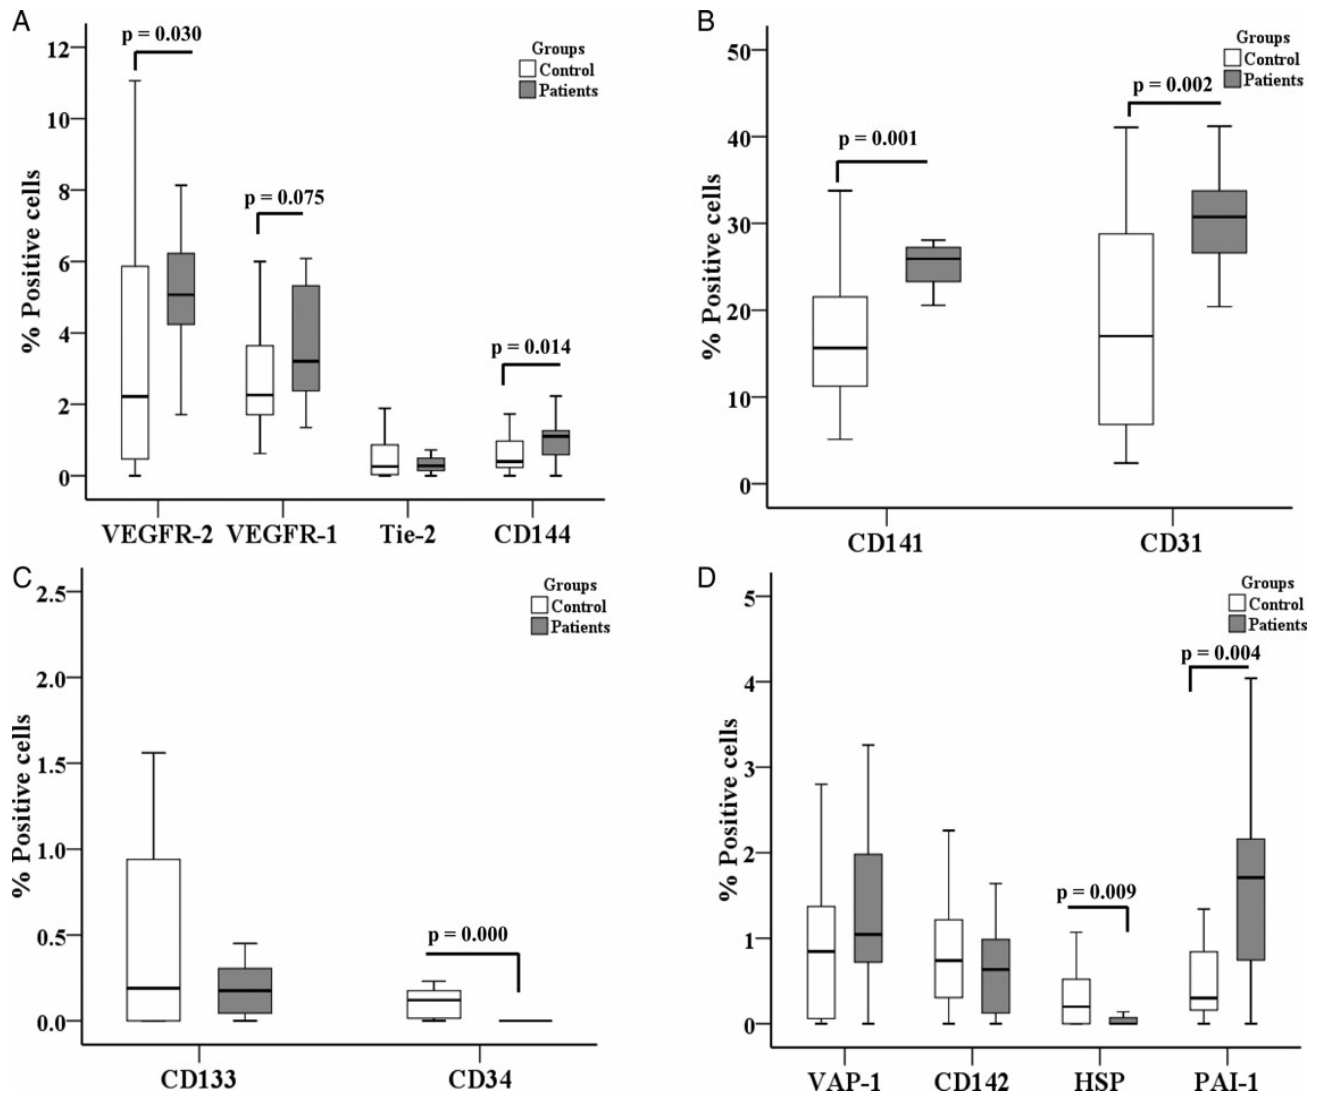 A
p = 0.030
12
10
8
6
4
2
0
% Positive cells
Groups
Control
Patients
p = 0.075
p = 0.014
VEGFR-2 VEGFR-1 Tie-2 CD144
B
50
40
30
20
10
0
% Positive cells
Groups
Control
Patients
p = 0.001
p = 0.002
CD141 CD31
C
2.5
2.0
1.5
1.0
0.5
0.0
% Positive cells
Groups
Control
Patients
p = 0.000
CD133 CD34
D
5
4
3
2
1
0
% Positive cells
Groups
Control
Patients
p = 0.004
p = 0.009
VAP-1 CD142 HSP PAI-1